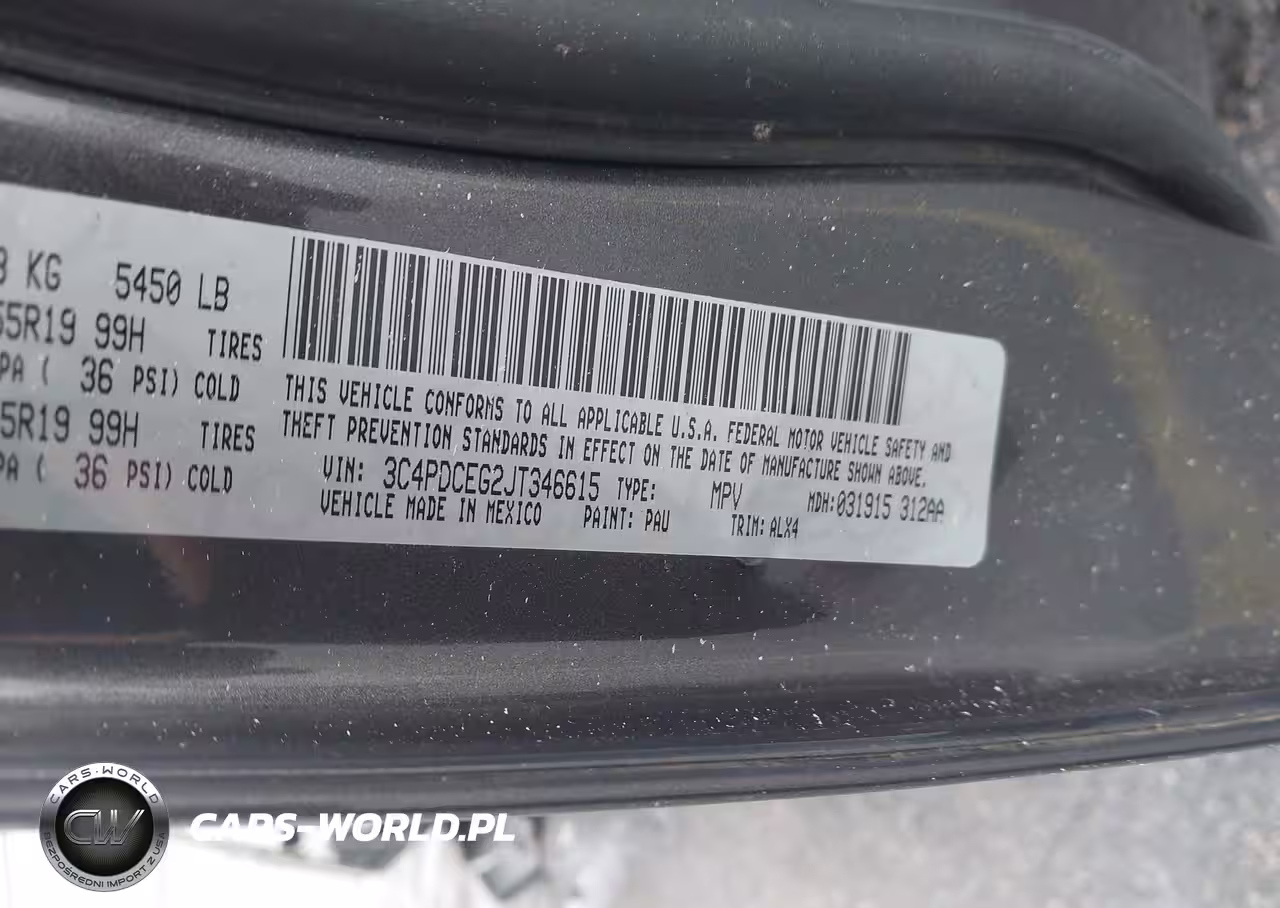 KG 5450 LB
55R19 99H TIRES
PA ( 36 PSI) COLD
5R19 99H TIRES
PA ( 36 PSI) COLD
THIS VEHICLE CONFORMS TO ALL APPLICABLE U.S.A. FEDERAL MOTOR VEHICLE SAFETY AND
THEFT PREVENTION STANDARDS IN EFFECT ON THE DATE OF MANUFACTURE SHOWN ABOVE.
VIN: 3C4PDCEG2JT346615 TYPE: MPV MDH:031915 312AA
VEHICLE MADE IN MEXICO PAINT: PAU TRIM: ALX4
CARS-WORLD
CW
BEZPOŚREDNI IMPORT Z USA
CARS-WORLD.PL